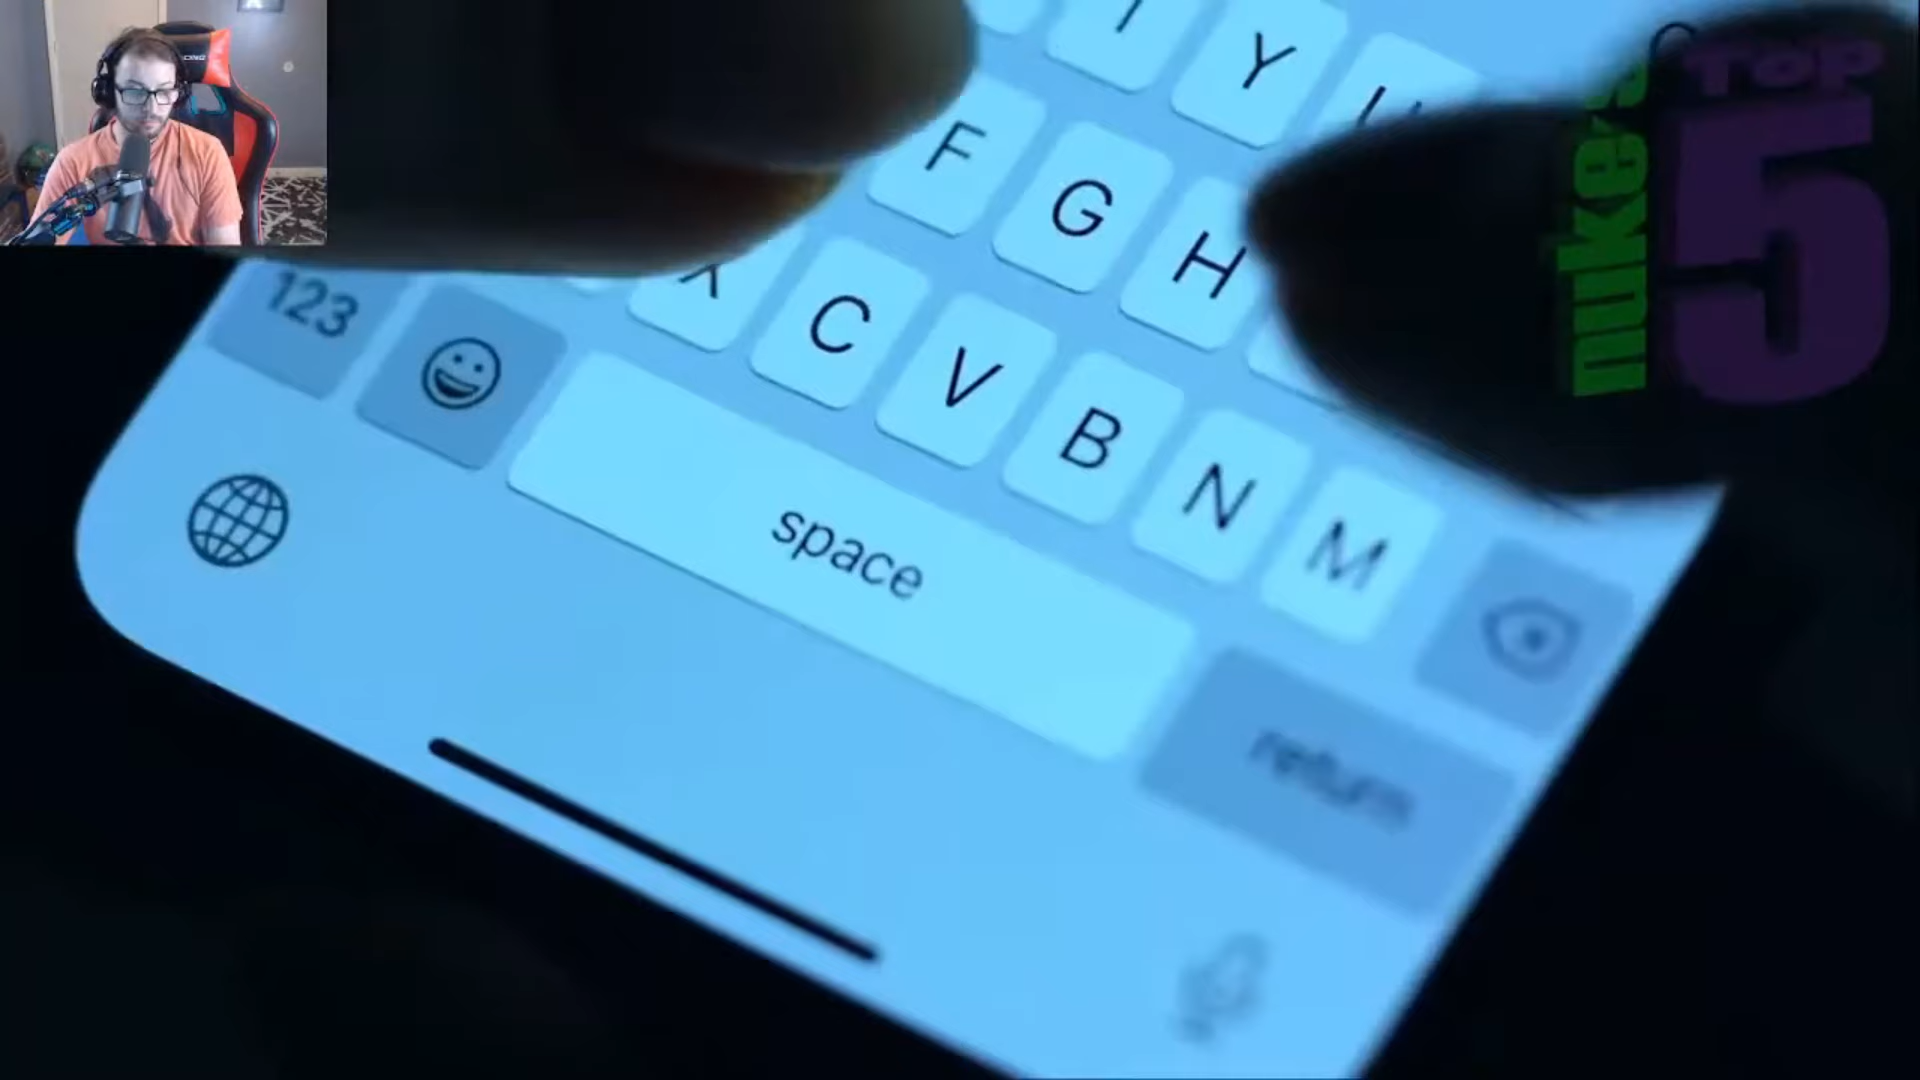 Y U
F G H
X C V B N M
123
space
return
nuke's
Top
5